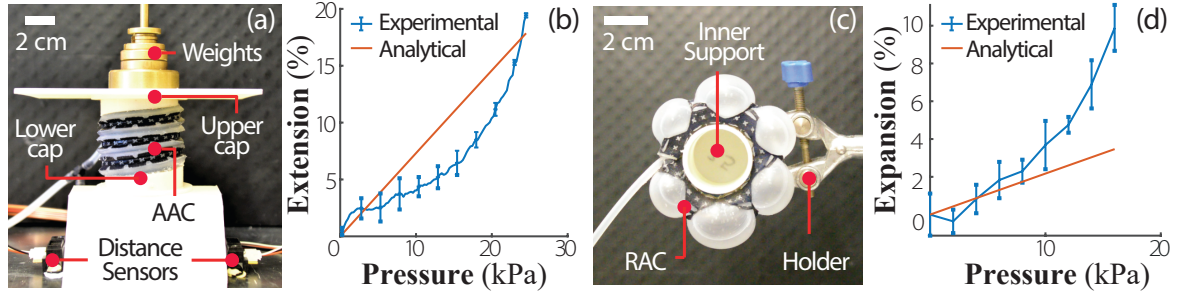 (a)
2 cm
Weights
Lower
cap
Upper
cap
AAC
Distance
Sensors
(b)
Extension (%)
20
15
10
5
0
Experimental
Analytical
0 10 20 30
Pressure (kPa)
(c)
2 cm
Inner
Support
RAC
Holder
(d)
Expansion (%)
10
8
6
4
2
0
Experimental
Analytical
10 20
Pressure (kPa)